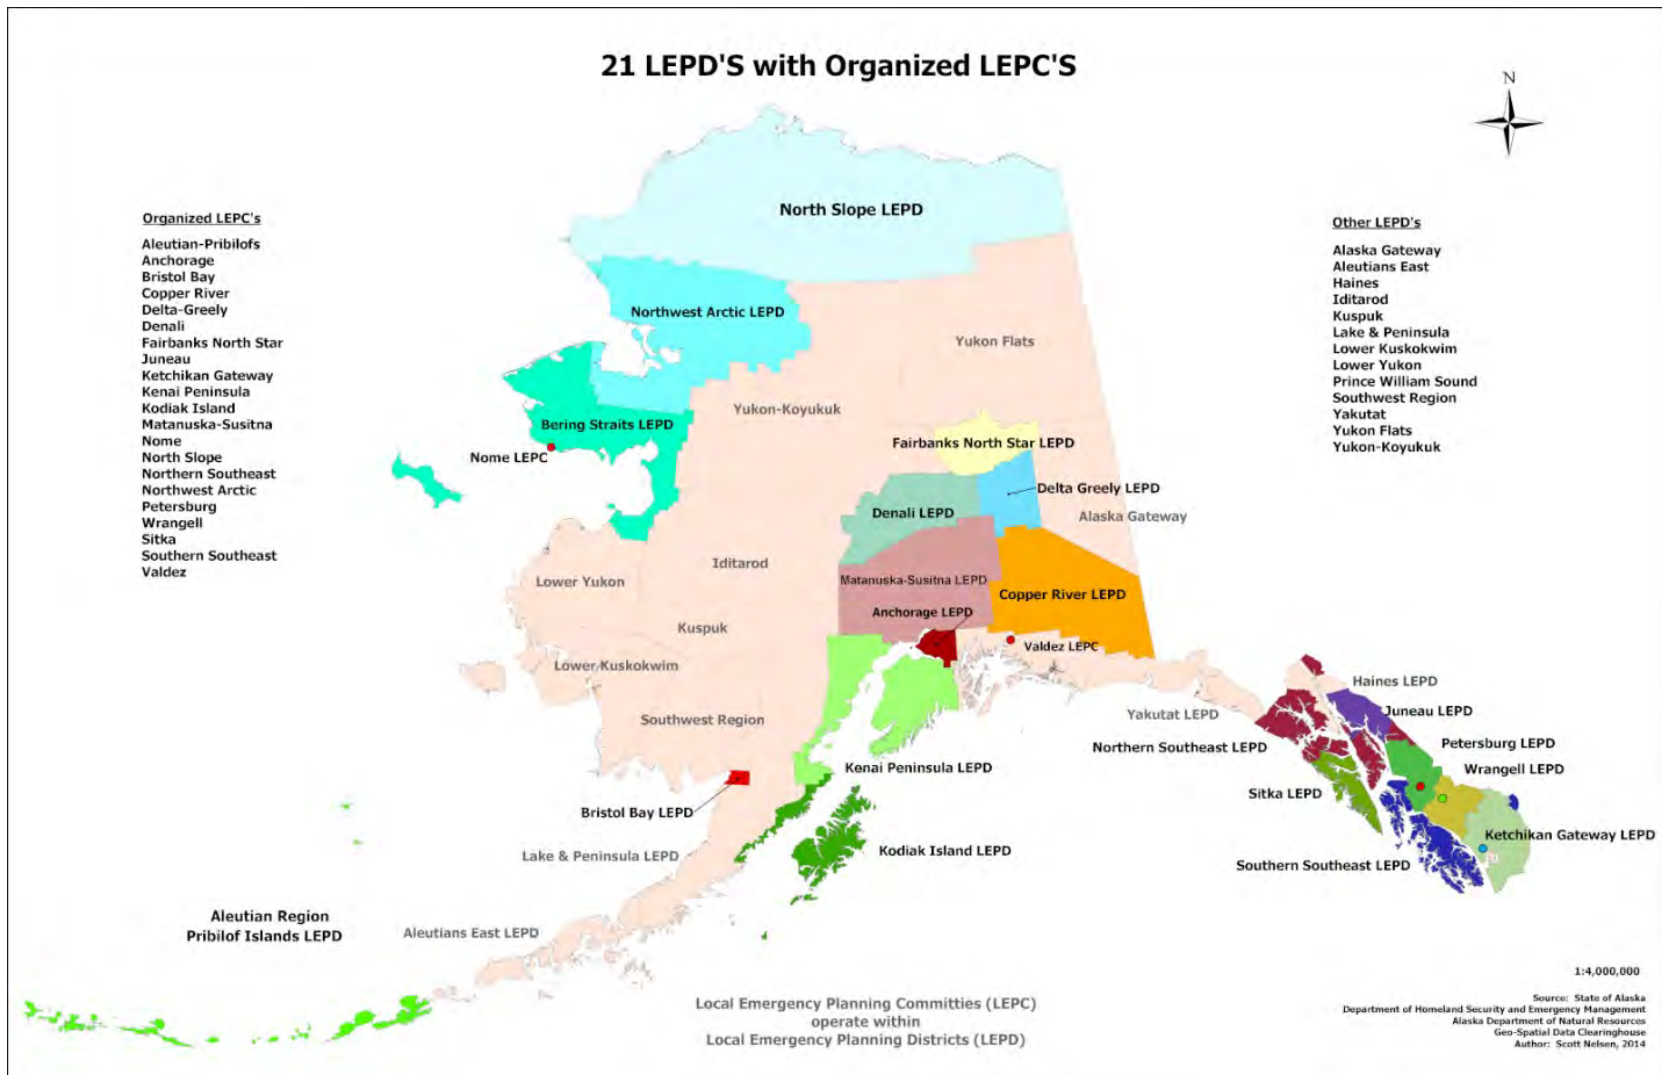 21 LEPD'S with Organized LEPC'S
N
Organized LEPC's
Aleutian-Pribilofs
Anchorage
Bristol Bay
Copper River
Delta-Greely
Denali
Fairbanks North Star
Juneau
Ketchikan Gateway
Kenai Peninsula
Kodiak Island
Matanuska-Susitna
Nome
North Slope
Northern Southeast
Northwest Arctic
Petersburg
Wrangell
Sitka
Southern Southeast
Valdez
Other LEPD's
Alaska Gateway
Aleutians East
Haines
Iditarod
Kuspuk
Lake & Peninsula
Lower Kuskokwim
Lower Yukon
Prince William Sound
Southwest Region
Yakutat
Yukon Flats
Yukon-Koyukuk
North Slope LEPD
Northwest Arctic LEPD
Yukon Flats
Yukon-Koyukuk
Bering Straits LEPD
Nome LEPC
Fairbanks North Star LEPD
Delta Greely LEPD
Denali LEPD
Alaska Gateway
Iditarod
Lower Yukon
Matanuska-Susitna LEPD
Copper River LEPD
Anchorage LEPD
Kuspuk
Valdez LEPC
Lower Kuskokwim
Haines LEPD
Southwest Region
Yakutat LEPD
Juneau LEPD
Northern Southeast LEPD
Petersburg LEPD
Kenai Peninsula LEPD
Wrangell LEPD
Sitka LEPD
Bristol Bay LEPD
Ketchikan Gateway LEPD
Lake & Peninsula LEPD
Kodiak Island LEPD
Southern Southeast LEPD
Aleutian Region
Pribilof Islands LEPD
Aleutians East LEPD
Local Emergency Planning Committies (LEPC)
operate within
Local Emergency Planning Districts (LEPD)
1:4,000,000
Source: State of Alaska
Department of Homeland Security and Emergency Management
Alaska Department of Natural Resources
Geo-Spatial Data Clearinghouse
Author: Scott Nelsen, 2014